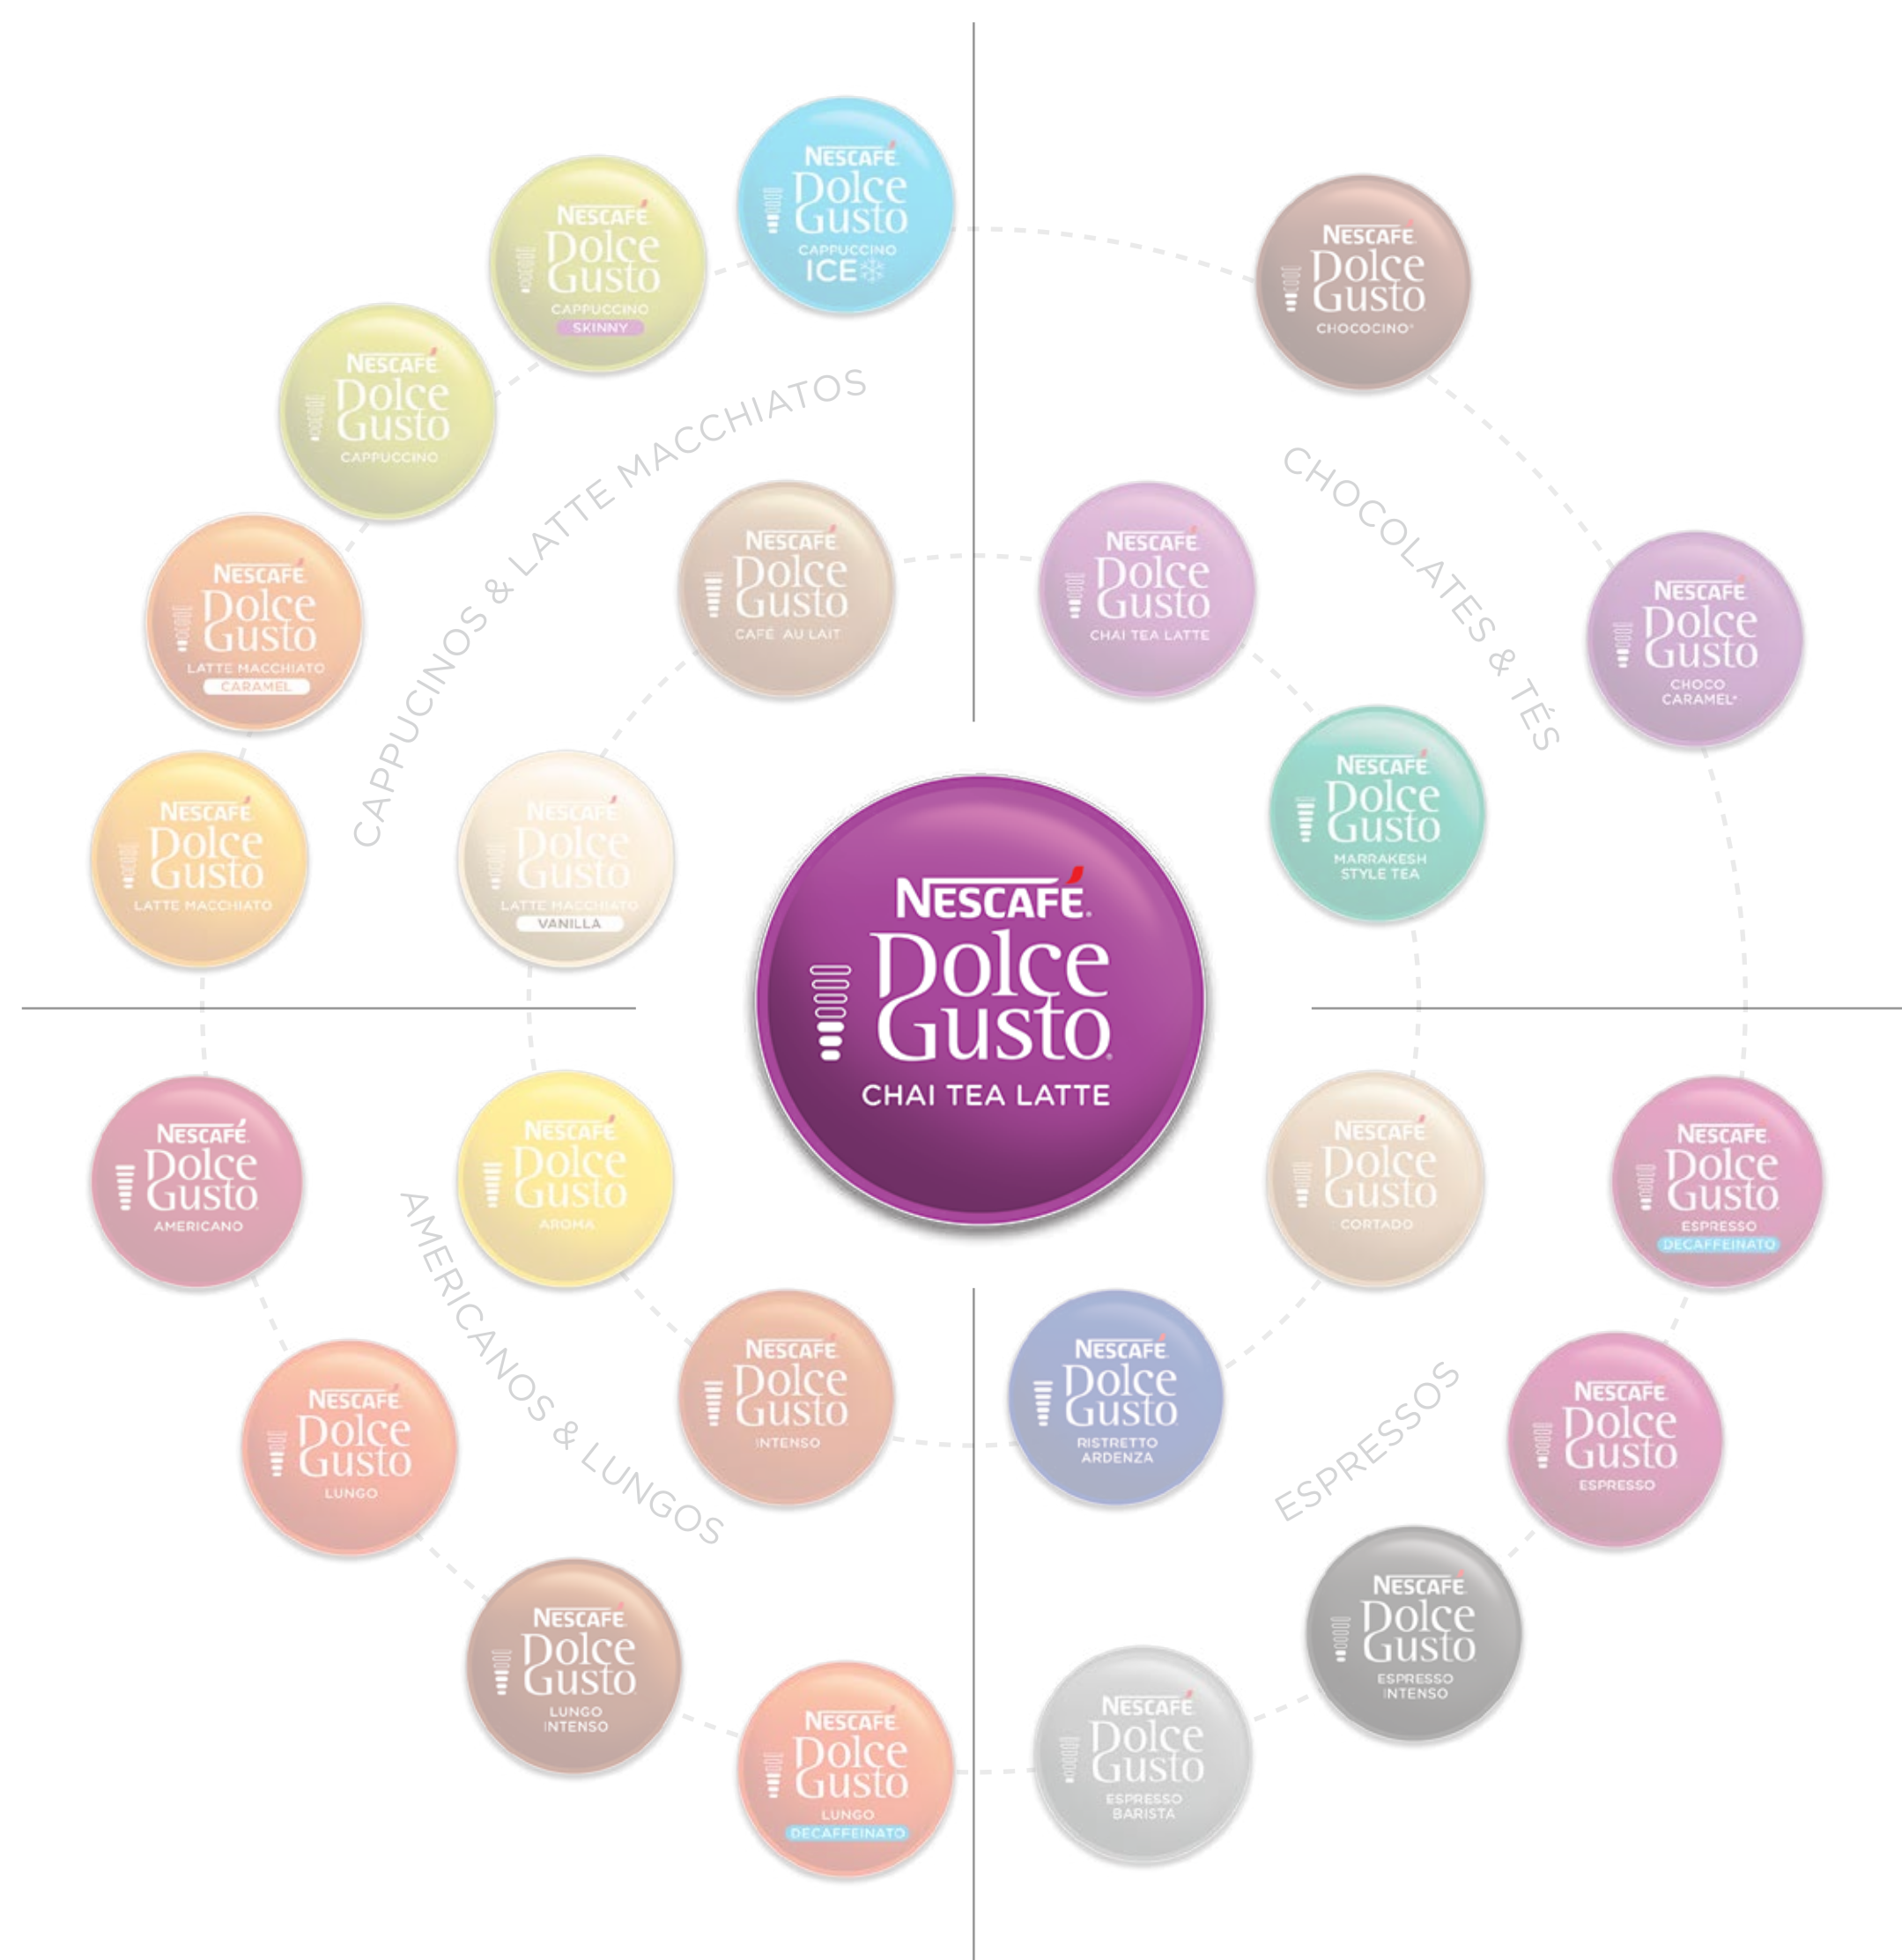 NESCAFÉ
Dolce
Gusto
CAPPUCCINO
ICE
NESCAFÉ
Dolce
Gusto
CAPPUCCINO
SKINNY
NESCAFÉ
Dolce
Gusto
CAPPUCCINO
NESCAFÉ
Dolce
Gusto
LATTE MACCHIATO
CARAMEL
NESCAFÉ
Dolce
Gusto
LATTE MACCHIATO
CAPPUCINOS & LATTE MACCHIATOS
NESCAFÉ
Dolce
Gusto
CAFÉ AU LAIT
NESCAFÉ
Dolce
Gusto
LATTE MACCHIATO
VANILLA
NESCAFÉ
Dolce
Gusto
CHOCOCINO*
NESCAFÉ
Dolce
Gusto
CHOCO
CARAMEL*
CHOCOLATES & TÉS
NESCAFÉ
Dolce
Gusto
CHAI TEA LATTE
NESCAFÉ
Dolce
Gusto
MARRAKESH
STYLE TEA
NESCAFÉ®
Dolce
Gusto®
CHAI TEA LATTE
NESCAFÉ
Dolce
Gusto
AMERICANO
NESCAFÉ
Dolce
Gusto
AROMA
AMERICANOS & LUNGOS
NESCAFÉ
Dolce
Gusto
INTENSO
NESCAFÉ
Dolce
Gusto
LUNGO
NESCAFÉ
Dolce
Gusto
LUNGO
INTENSO
NESCAFÉ
Dolce
Gusto
LUNGO
DECAFFEINATO
NESCAFÉ
Dolce
Gusto
CORTADO
NESCAFÉ
Dolce
Gusto
ESPRESSO
DECAFFEINATO
NESCAFÉ
Dolce
Gusto
RISTRETTO
ARDENZA
ESPRESSOS
NESCAFÉ
Dolce
Gusto
ESPRESSO
NESCAFÉ
Dolce
Gusto
ESPRESSO
INTENSO
NESCAFÉ
Dolce
Gusto
ESPRESSO
BARISTA